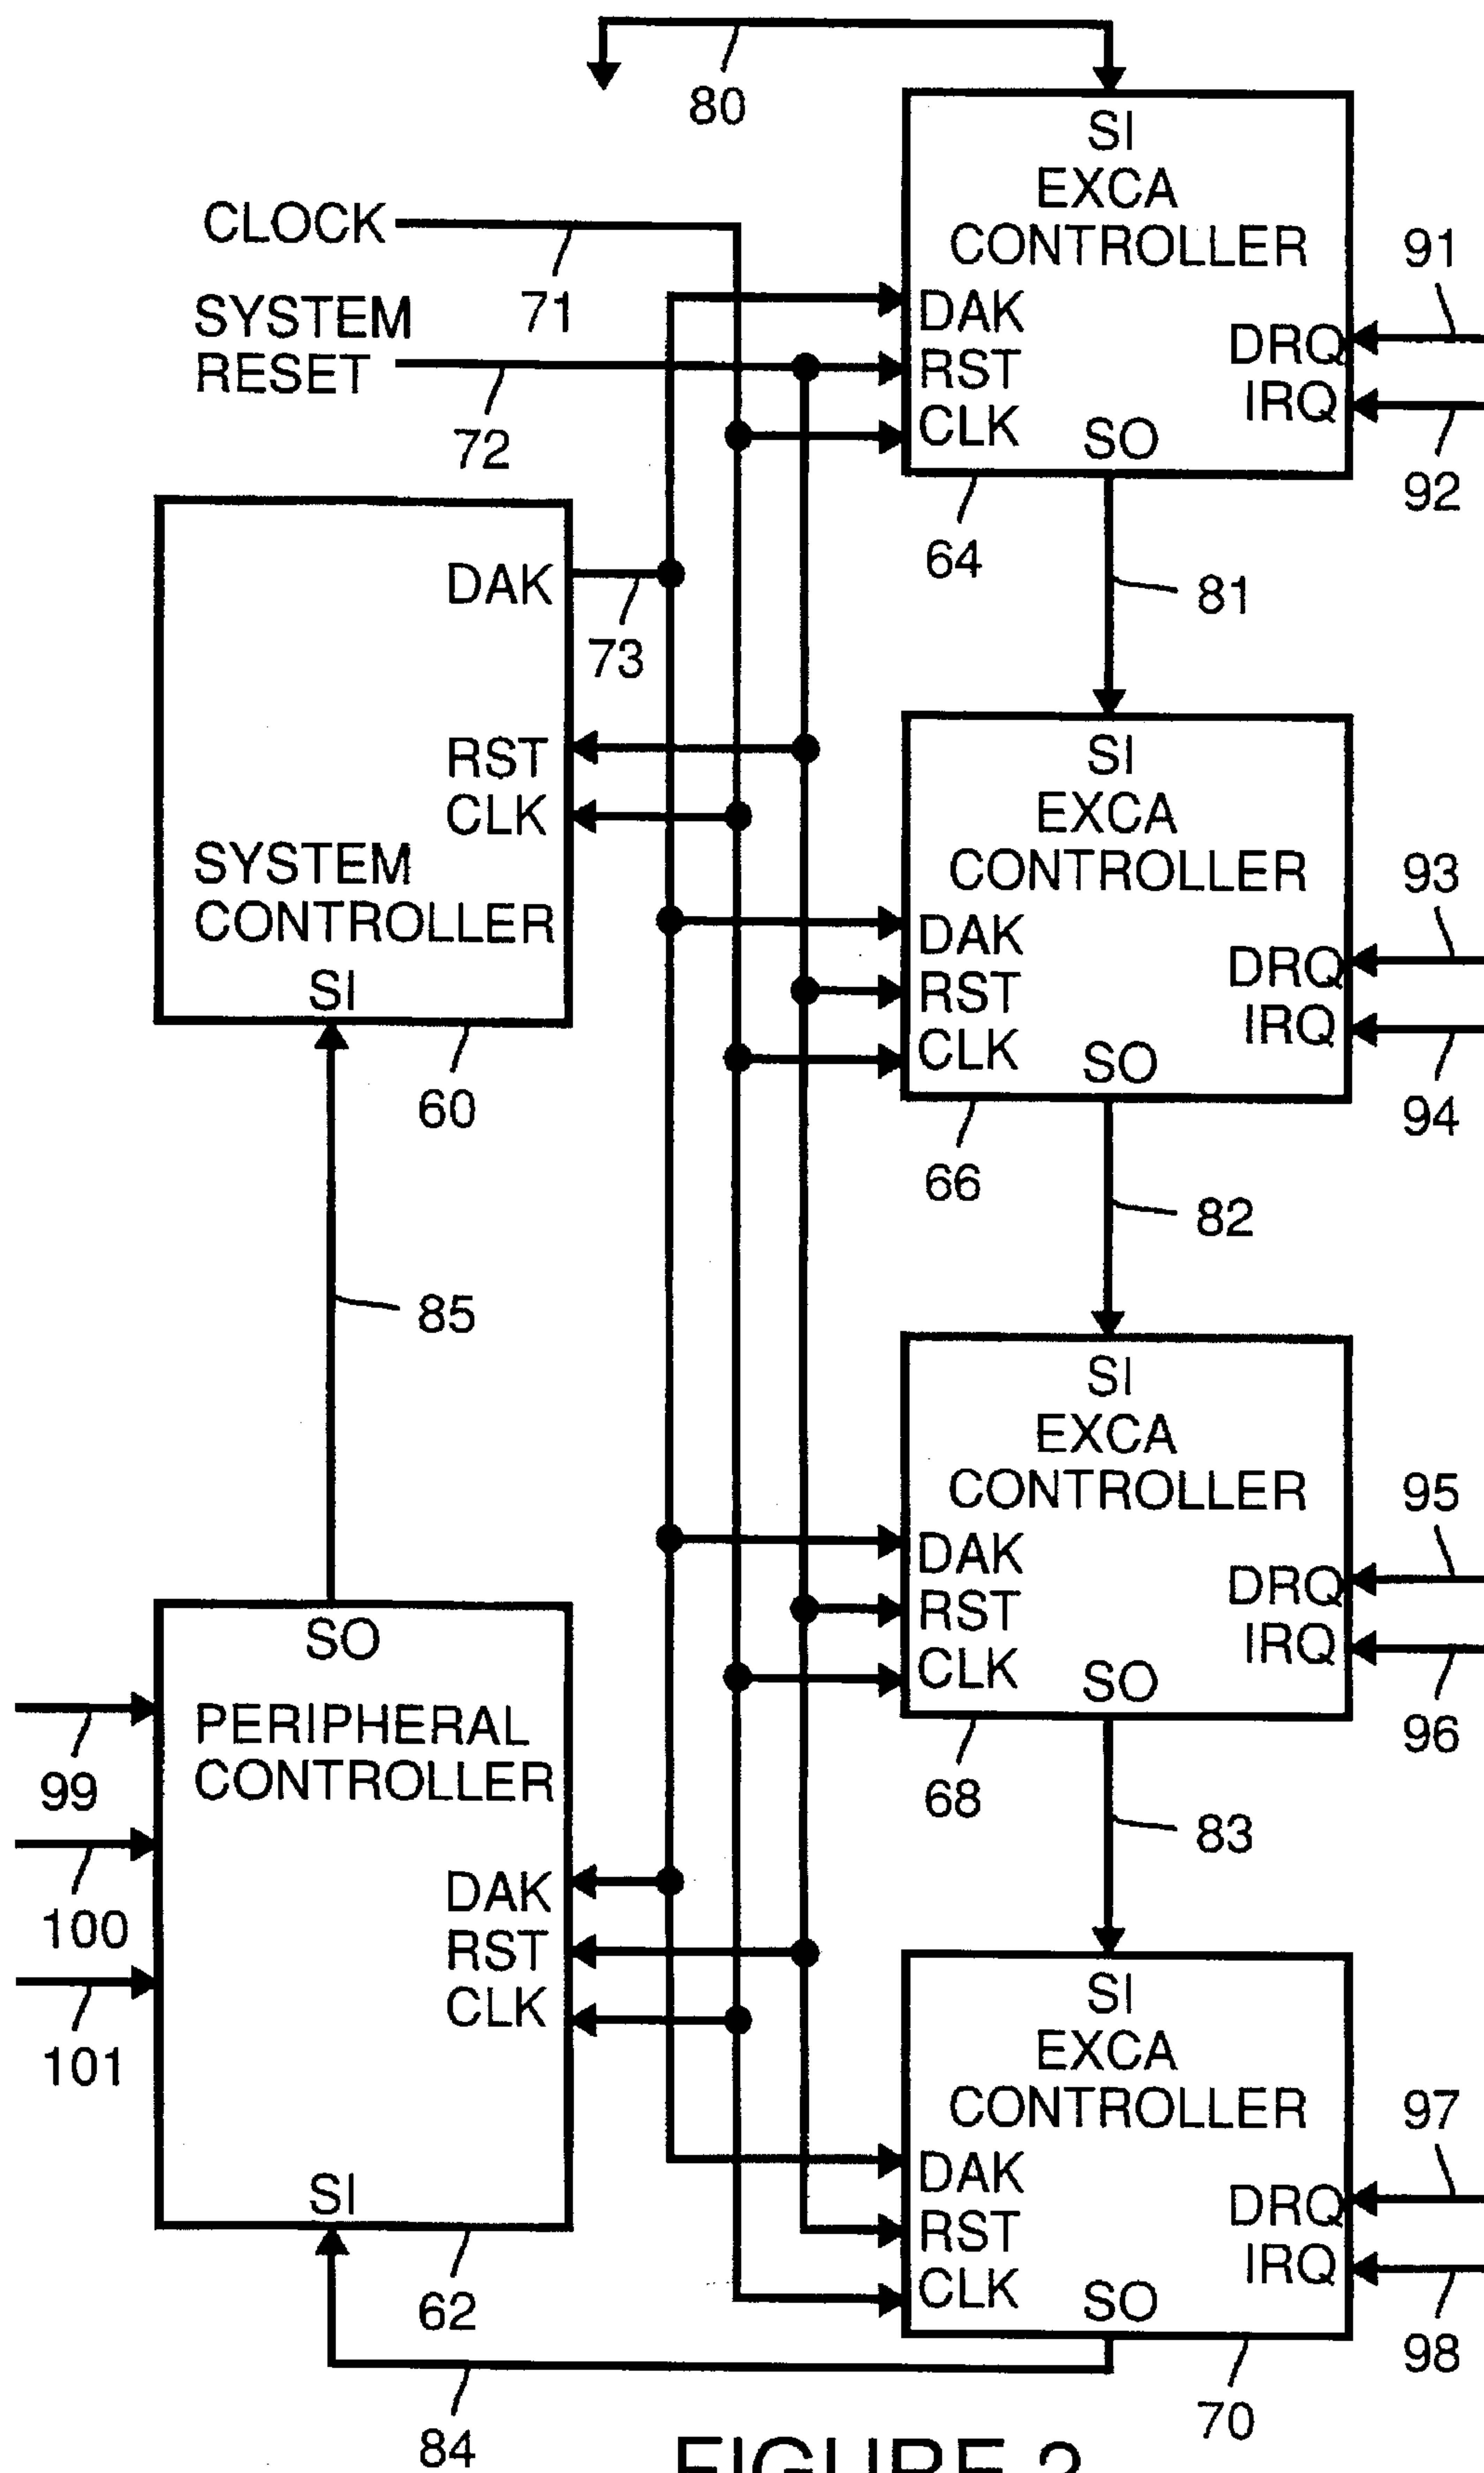 80
SI
EXCA
CONTROLLER
DAK
RST
CLK
DRQ
IRQ
SO
91
92
64
CLOCK
71
SYSTEM
RESET
72
DAK
73
RST
CLK
SYSTEM
CONTROLLER
SI
60
81
SI
EXCA
CONTROLLER
DAK
RST
CLK
DRQ
IRQ
SO
93
94
66
82
85
SI
EXCA
CONTROLLER
DAK
RST
CLK
DRQ
IRQ
SO
95
96
68
83
SO
PERIPHERAL
CONTROLLER
99
100
101
DAK
RST
CLK
SI
62
SI
EXCA
CONTROLLER
DAK
RST
CLK
DRQ
IRQ
SO
97
98
70
84
FIGURE 2